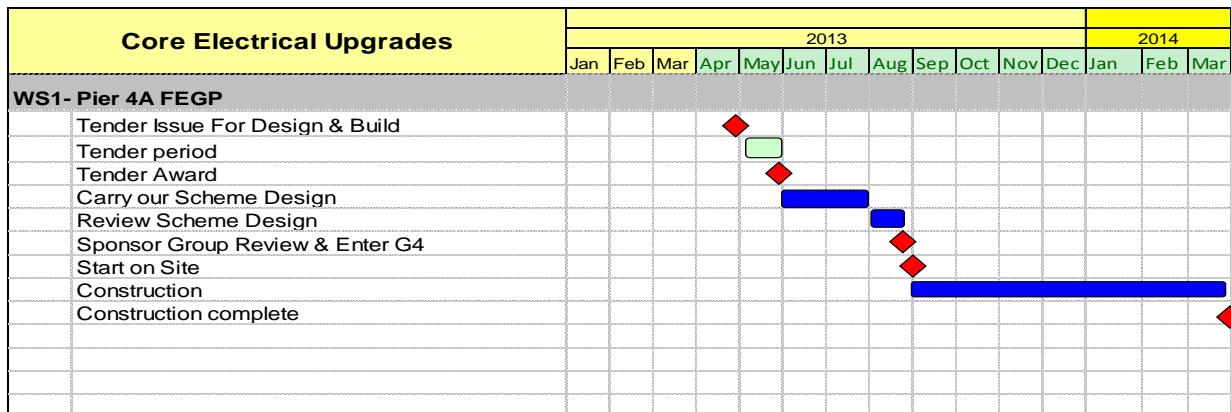 Core Electrical Upgrades
2013 2014
Jan Feb Mar Apr May Jun Jul Aug Sep Oct Nov Dec Jan Feb Mar
WS1- Pier 4A FEGP
Tender Issue For Design & Build
Tender period
Tender Award
Carry our Scheme Design
Review Scheme Design
Sponsor Group Review & Enter G4
Start on Site
Construction
Construction complete